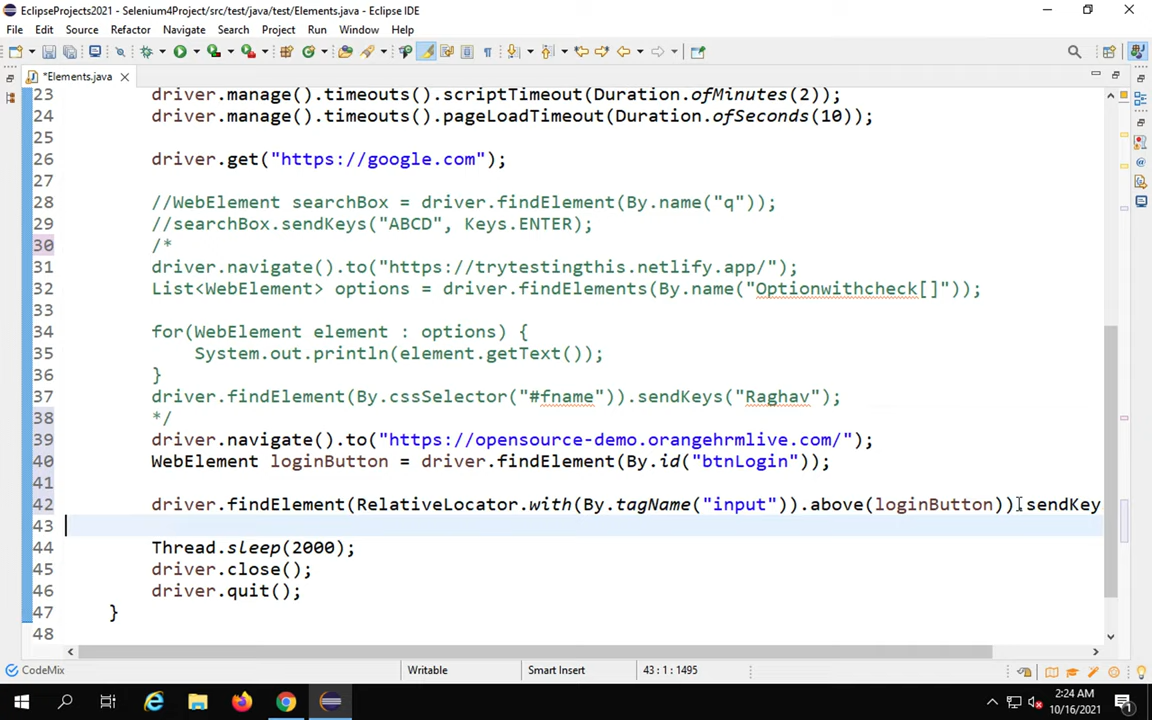 EclipseProjects2021 - Selenium4Project/src/test/java/test/Elements.java - Eclipse IDE
File Edit Source Refactor Navigate Search Project Run Window Help
*Elements.java
23 driver.manage().timeouts().scriptTimeout(Duration.ofMinutes(2));
24 driver.manage().timeouts().pageLoadTimeout(Duration.ofSeconds(10));
25
26 driver.get("https://google.com");
27
28 //WebElement searchBox = driver.findElement(By.name("q"));
29 //searchBox.sendKeys("ABCD", Keys.ENTER);
30 /*
31 driver.navigate().to("https://trytestingthis.netlify.app/");
32 List<WebElement> options = driver.findElements(By.name("Optionwithcheck[]"));
33
34 for(WebElement element : options) {
35 System.out.println(element.getText());
36 }
37 driver.findElement(By.cssSelector("#fname")).sendKeys("Raghav");
38 */
39 driver.navigate().to("https://opensource-demo.orangehrmlive.com/");
40 WebElement loginButton = driver.findElement(By.id("btnLogin"));
41
42 driver.findElement(RelativeLocator.with(By.tagName("input")).above(loginButton)).sendKey
43
44 Thread.sleep(2000);
45 driver.close();
46 driver.quit();
47 }
48
CodeMix Writable Smart Insert 43 : 1 : 1495
2:24 AM
10/16/2021
1